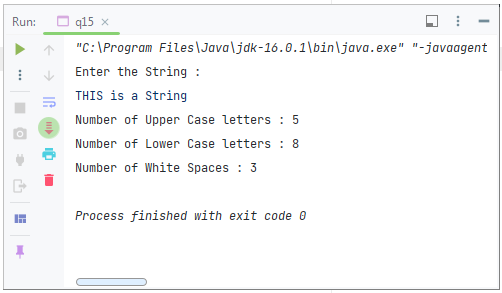 Run: q15
"C:\Program Files\Java\jdk-16.0.1\bin\java.exe" "-javaagent
Enter the String :
THIS is a String
Number of Upper Case letters : 5
Number of Lower Case letters : 8
Number of White Spaces : 3
Process finished with exit code 0